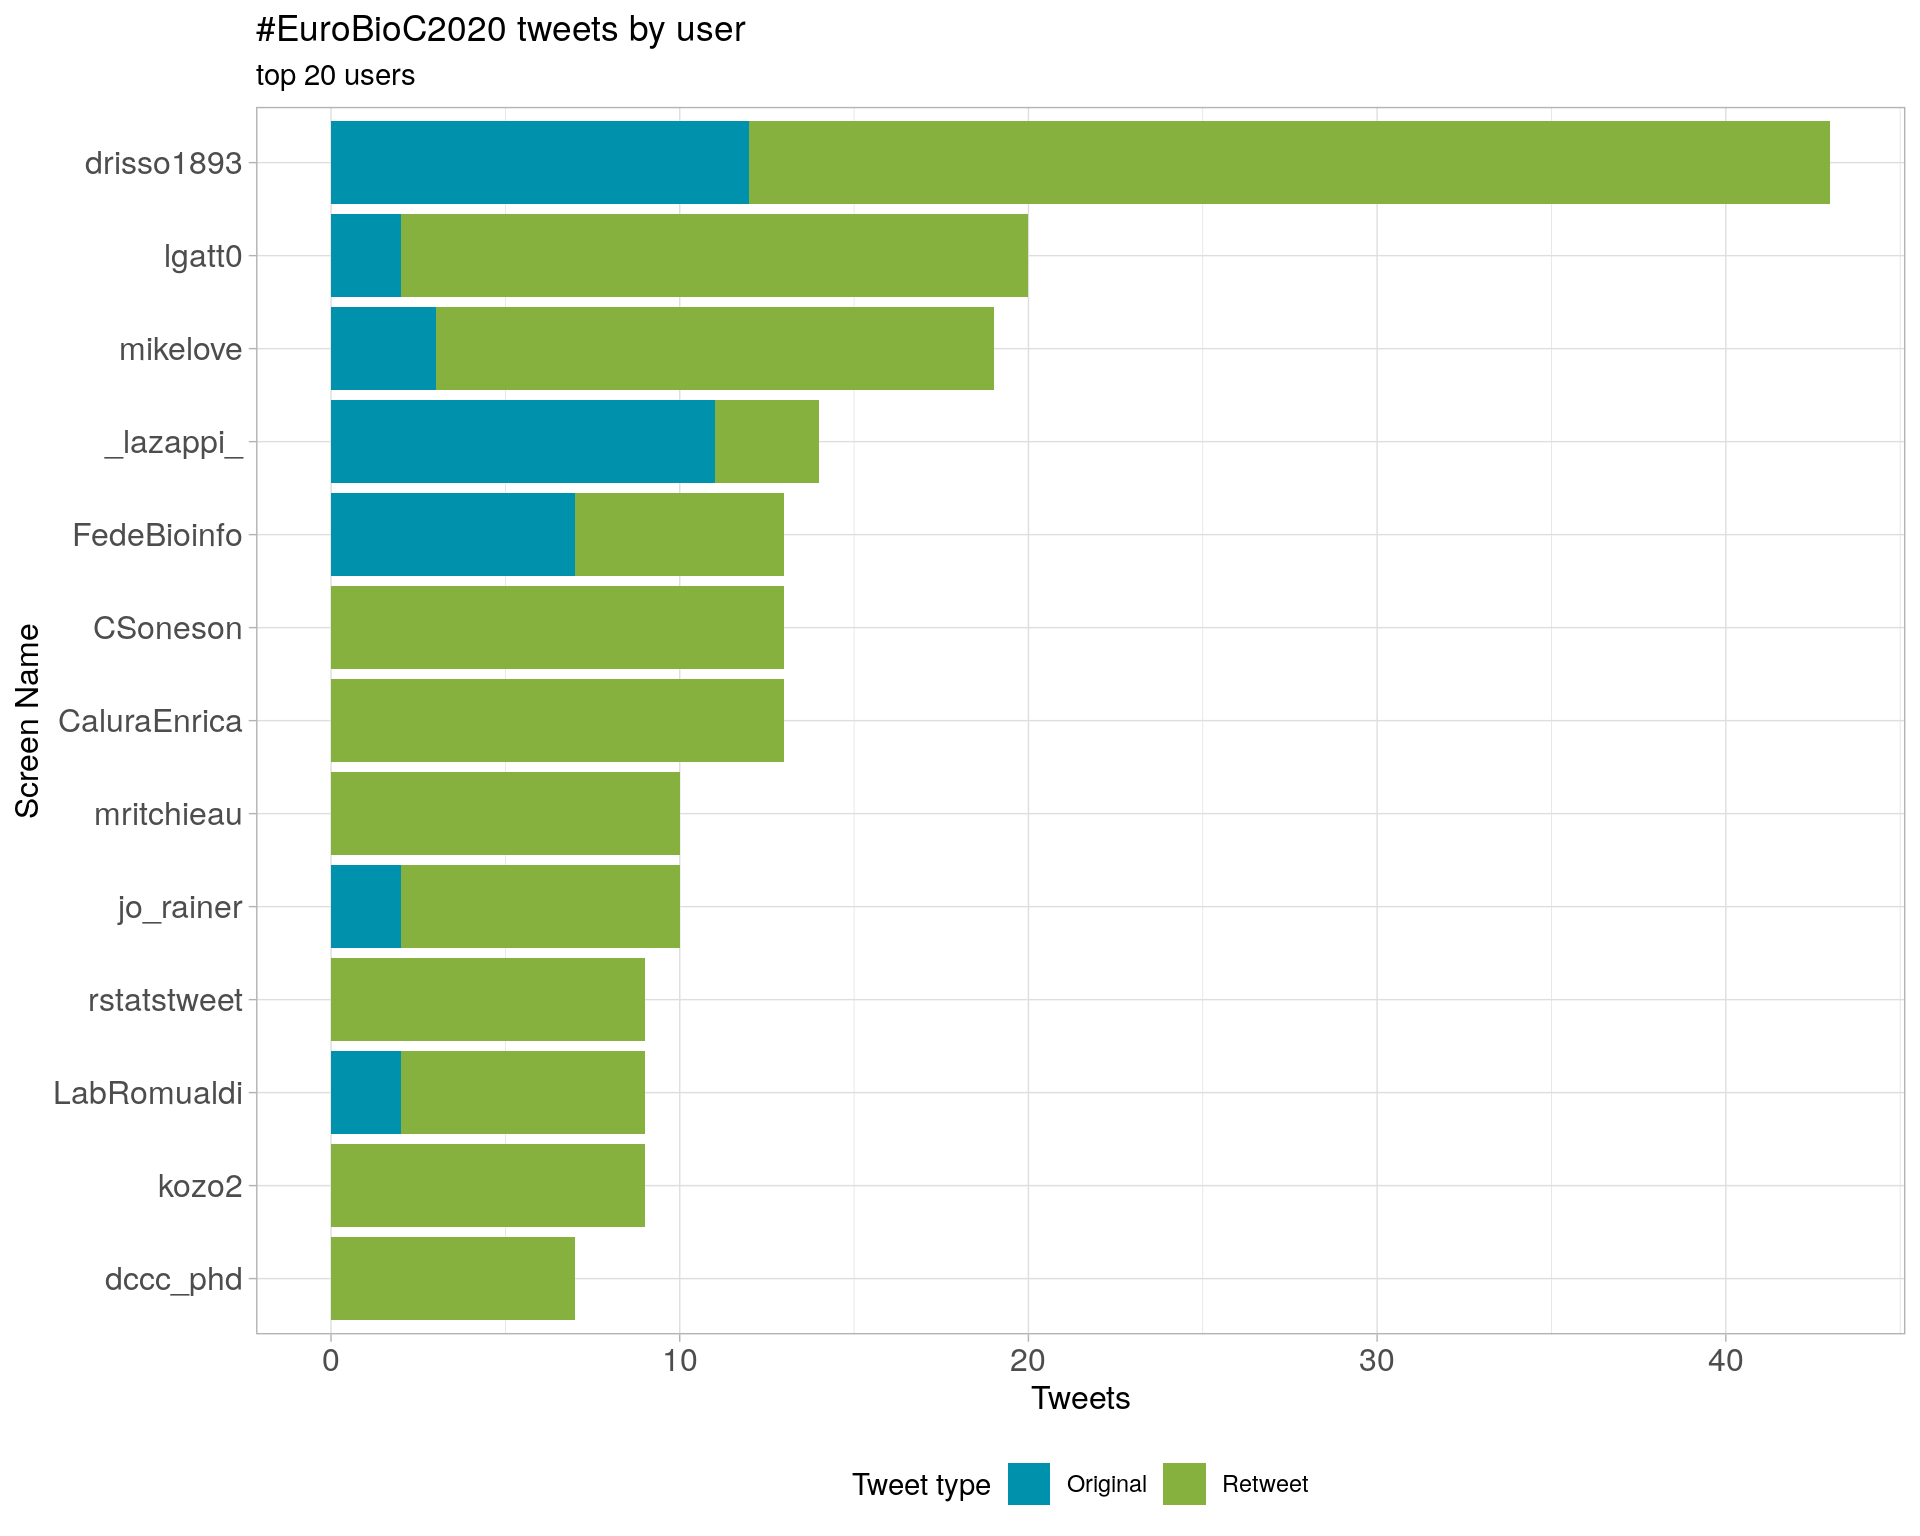 #EuroBioC2020 tweets by user
top 20 users
drisso1893
lgatt0
mikelove
_lazappi_
FedeBioinfo
CSoneson
CaluraEnrica
mritchieau
jo_rainer
rstatstweet
LabRomualdi
kozo2
dccc_phd
Screen Name
0 10 20 30 40
Tweets
Tweet type Original Retweet